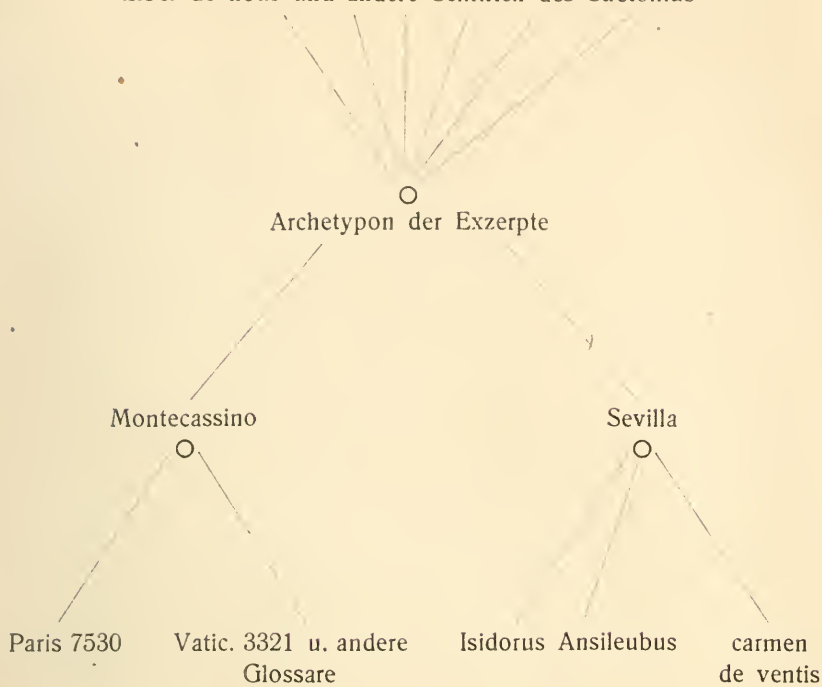 und andere Schriften des Suetonius
Archetypon der Exzerpte
Montecassino
Sevilla
Paris 7530
Vatic. 3321 u. andere
Glossare
Isidorus
Ansileubus
carmen
de ventis